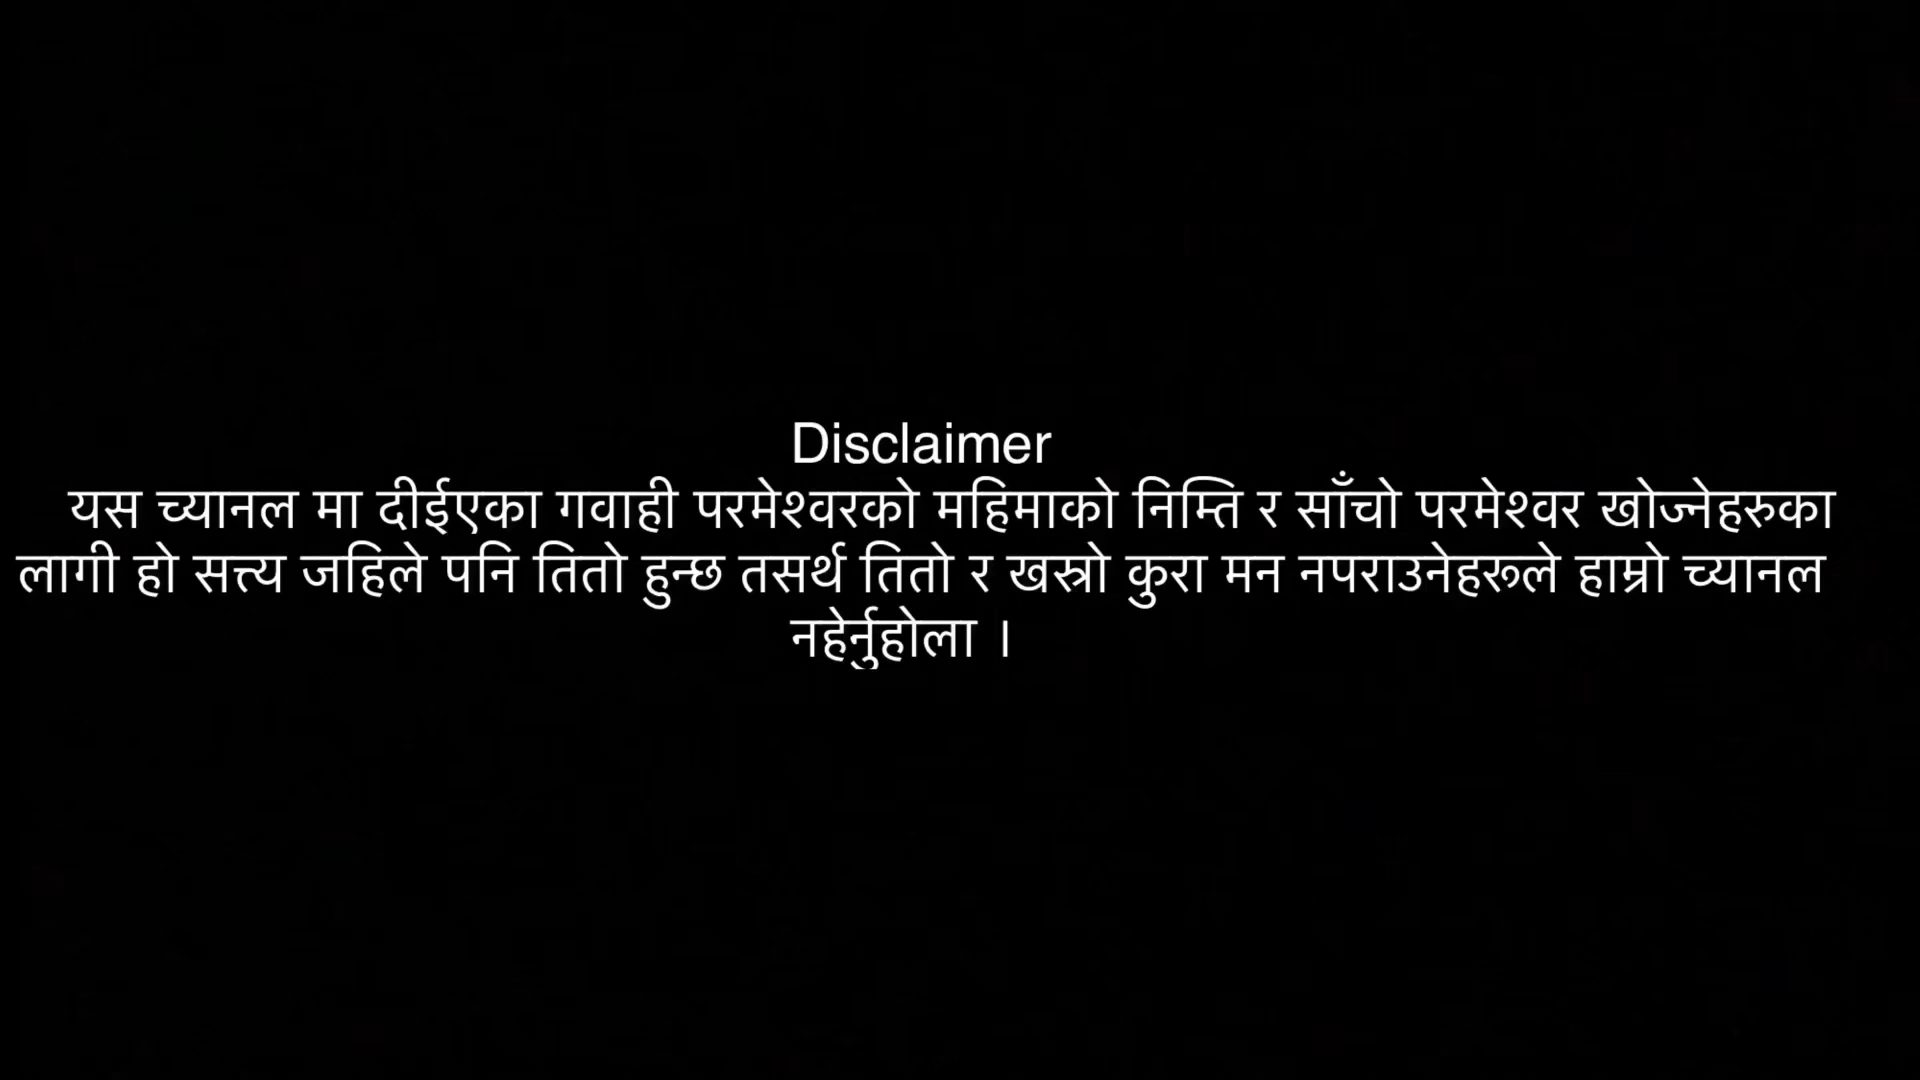 Disclaimer
यस च्यानल मा दीईएका गवाही परमेश्वरको महिमाको निम्ति र साँचो परमेश्वर खोज्नेहरुका
लागी हो सत्त्य जहिले पनि तितो हुन्छ तसर्थ तितो र खस्रो कुरा मन नपराउनेहरूले हाम्रो च्यानल
नहेर्नुहोला ।